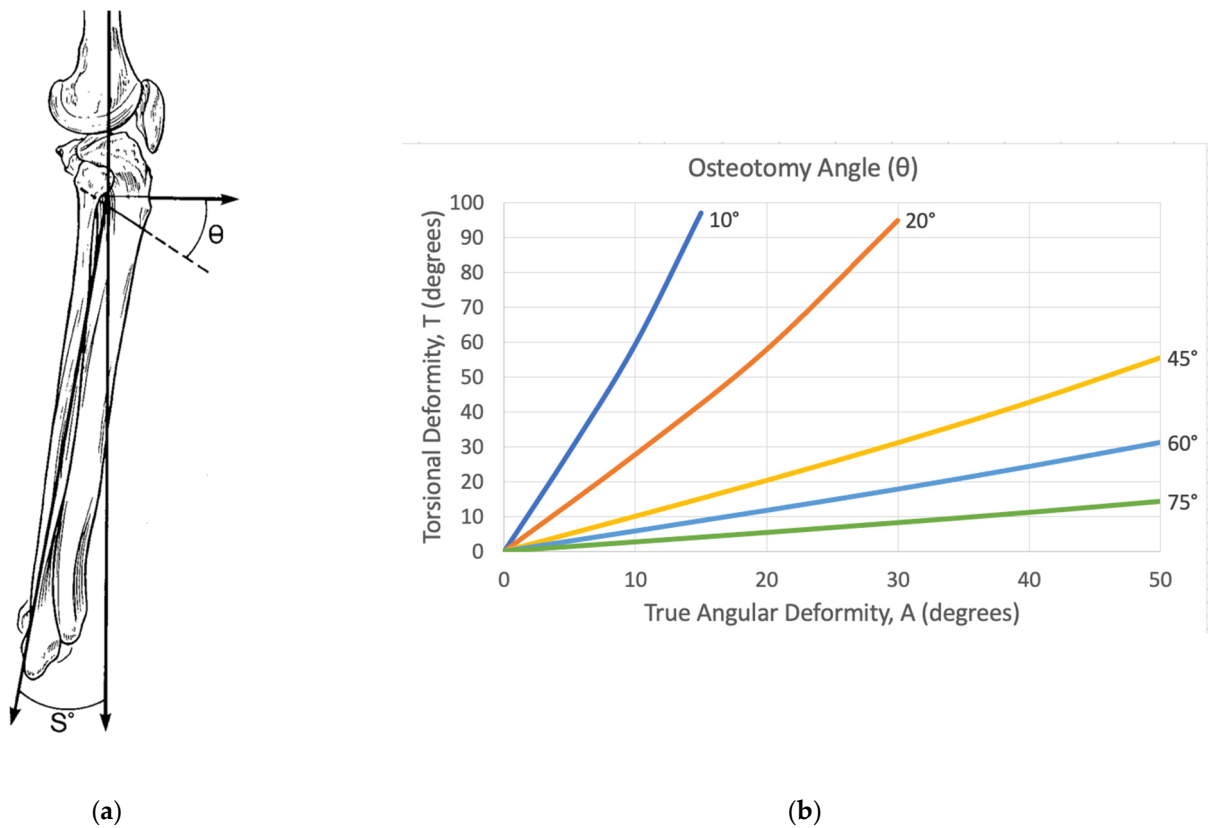 θ
S°
(a)
Osteotomy Angle (θ)
Torsional Deformity, T (degrees)
100
90
80
70
60
50
40
30
20
10
0
10°
20°
45°
60°
75°
0 10 20 30 40 50
True Angular Deformity, A (degrees)
(b)